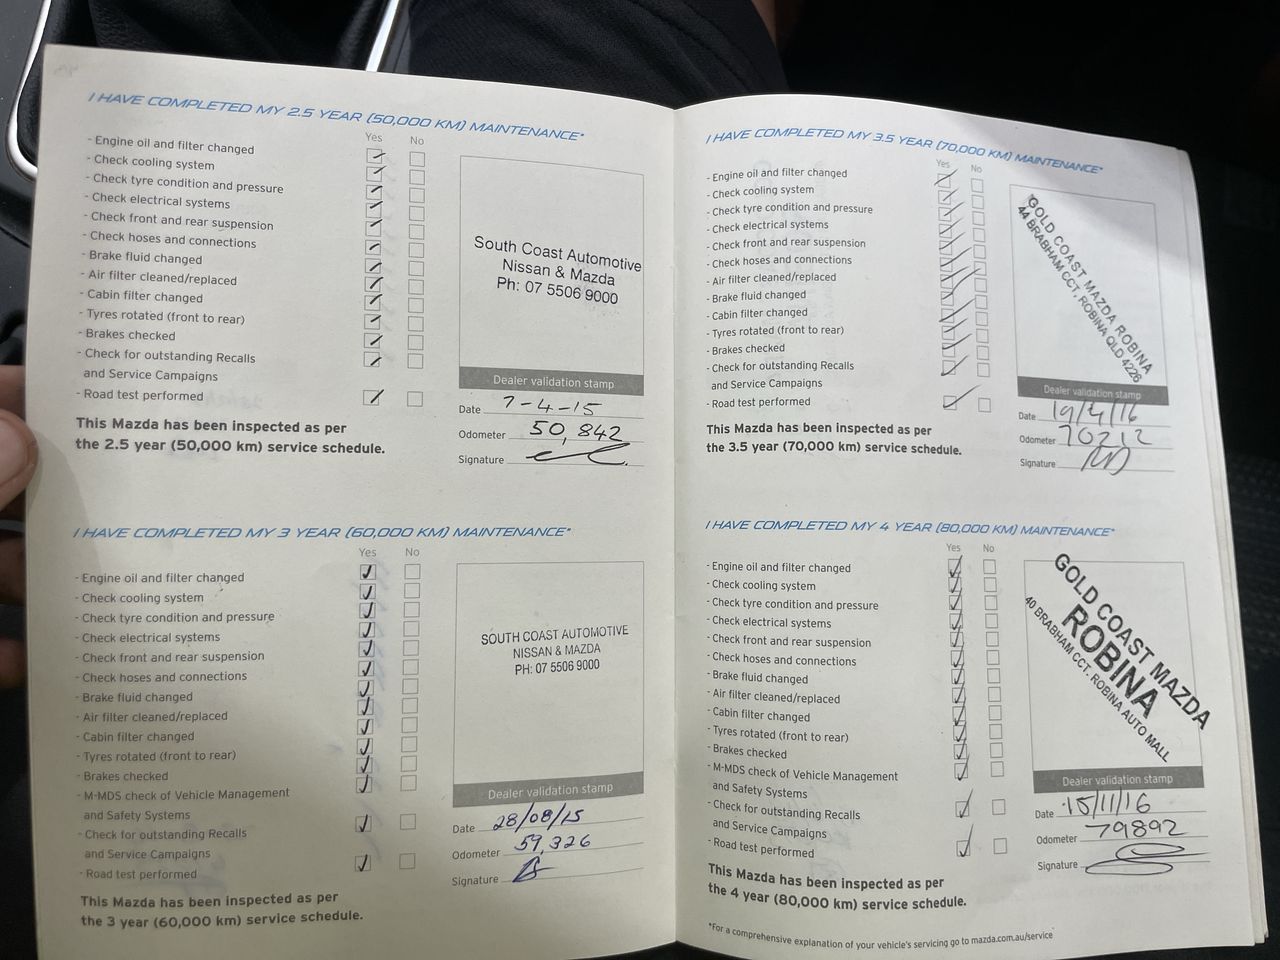 I HAVE COMPLETED MY 2.5 YEAR (50,000 KM) MAINTENANCE*
Yes No
- Engine oil and filter changed
- Check cooling system
- Check tyre condition and pressure
- Check electrical systems
- Check front and rear suspension
- Check hoses and connections
- Brake fluid changed
- Air filter cleaned/replaced
- Cabin filter changed
- Tyres rotated (front to rear)
- Brakes checked
- Check for outstanding Recalls
and Service Campaigns
- Road test performed
This Mazda has been inspected as per
the 2.5 year (50,000 km) service schedule.
South Coast Automotive
Nissan & Mazda
Ph: 07 5506 9000
Dealer validation stamp
Date 7-4-15
Odometer 50,842
Signature
I HAVE COMPLETED MY 3 YEAR (60,000 KM) MAINTENANCE*
Yes No
- Engine oil and filter changed
- Check cooling system
- Check tyre condition and pressure
- Check electrical systems
- Check front and rear suspension
- Check hoses and connections
- Brake fluid changed
- Air filter cleaned/replaced
- Cabin filter changed
- Tyres rotated (front to rear)
- Brakes checked
- M-MDS check of Vehicle Management
and Safety Systems
- Check for outstanding Recalls
and Service Campaigns
- Road test performed
This Mazda has been inspected as per
the 3 year (60,000 km) service schedule.
SOUTH COAST AUTOMOTIVE
NISSAN & MAZDA
PH: 07 5506 9000
Dealer validation stamp
Date 28/08/15
Odometer 59,326
Signature
I HAVE COMPLETED MY 3.5 YEAR (70,000 KM) MAINTENANCE*
Yes No
- Engine oil and filter changed
- Check cooling system
- Check tyre condition and pressure
- Check electrical systems
- Check front and rear suspension
- Check hoses and connections
- Air filter cleaned/replaced
- Brake fluid changed
- Cabin filter changed
- Tyres rotated (front to rear)
- Brakes checked
- Check for outstanding Recalls
and Service Campaigns
- Road test performed
This Mazda has been inspected as per
the 3.5 year (70,000 km) service schedule.
GOLD COAST MAZDA ROBINA
44 BRABHAM CCT, ROBINA QLD 4226
Dealer validation stamp
Date 19/4/16
Odometer 70212
Signature
I HAVE COMPLETED MY 4 YEAR (80,000 KM) MAINTENANCE*
Yes No
- Engine oil and filter changed
- Check cooling system
- Check tyre condition and pressure
- Check electrical systems
- Check front and rear suspension
- Check hoses and connections
- Brake fluid changed
- Air filter cleaned/replaced
- Cabin filter changed
- Tyres rotated (front to rear)
- Brakes checked
- M-MDS check of Vehicle Management
and Safety Systems
- Check for outstanding Recalls
and Service Campaigns
- Road test performed
This Mazda has been inspected as per
the 4 year (80,000 km) service schedule.
GOLD COAST MAZDA
ROBINA
40 BRABHAM CCT. ROBINA AUTO MALL
Dealer validation stamp
Date 15/11/16
Odometer 79892
Signature
*For a comprehensive explanation of your vehicle's servicing go to mazda.com.au/service